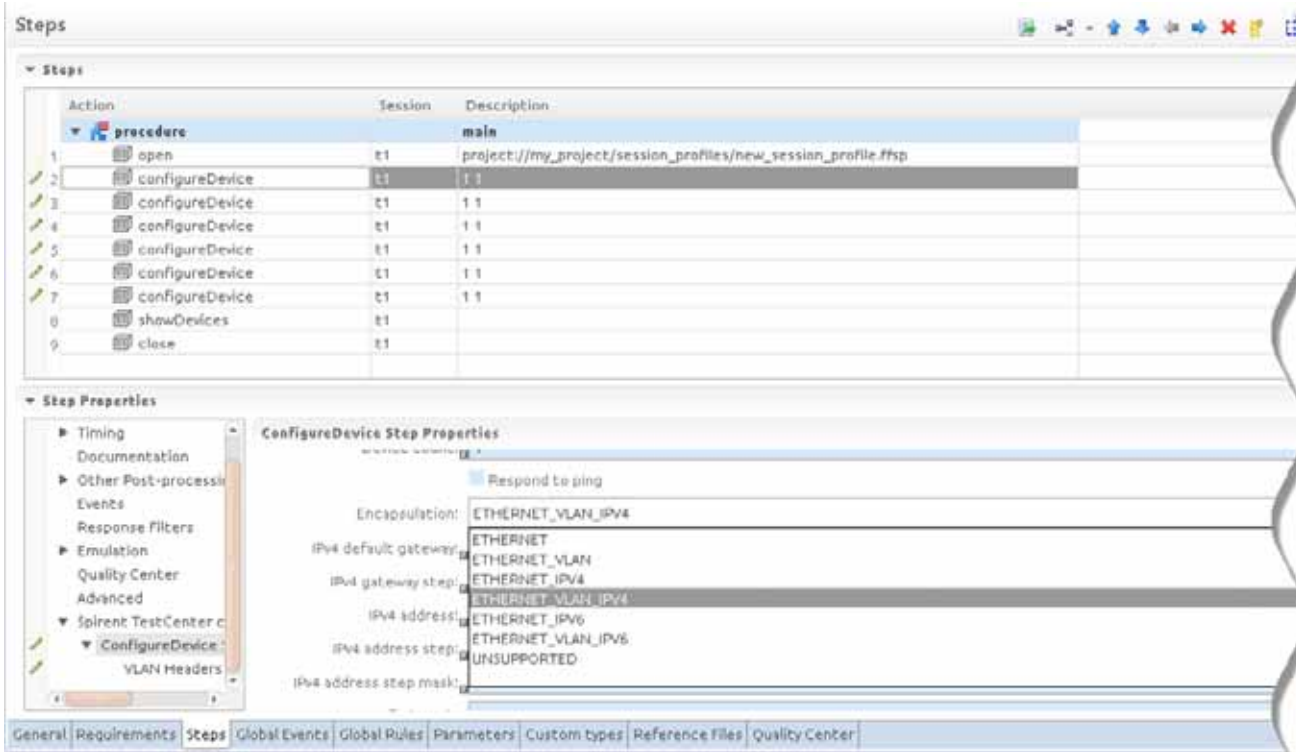 Steps
Steps
Action Session Description
procedure main
1 open t1 project://my_project/session_profiles/new_session_profile.ffsp
2 configureDevice t1 1 1
3 configureDevice t1 1 1
4 configureDevice t1 1 1
5 configureDevice t1 1 1
6 configureDevice t1 1 1
7 configureDevice t1 1 1
8 showDevices t1
9 close t1
Step Properties
Timing
Documentation
Other Post-processi
Events
Response Filters
Emulation
Quality Center
Advanced
Spirent TestCenter c
ConfigureDevice
VLAN Headers
ConfigureDevice Step Properties
Respond to ping
Encapsulation: ETHERNET_VLAN_IPV4
ETHERNET
IPv4 default gateway: ETHERNET_VLAN
IPv4 gateway step: ETHERNET_IPV4
ETHERNET_VLAN_IPV4
IPv4 address: ETHERNET_IPV6
ETHERNET_VLAN_IPV6
IPv4 address step: UNSUPPORTED
IPv4 address step mask:
General Requirements Steps Global Events Global Rules Parameters Custom types Reference Files Quality Center